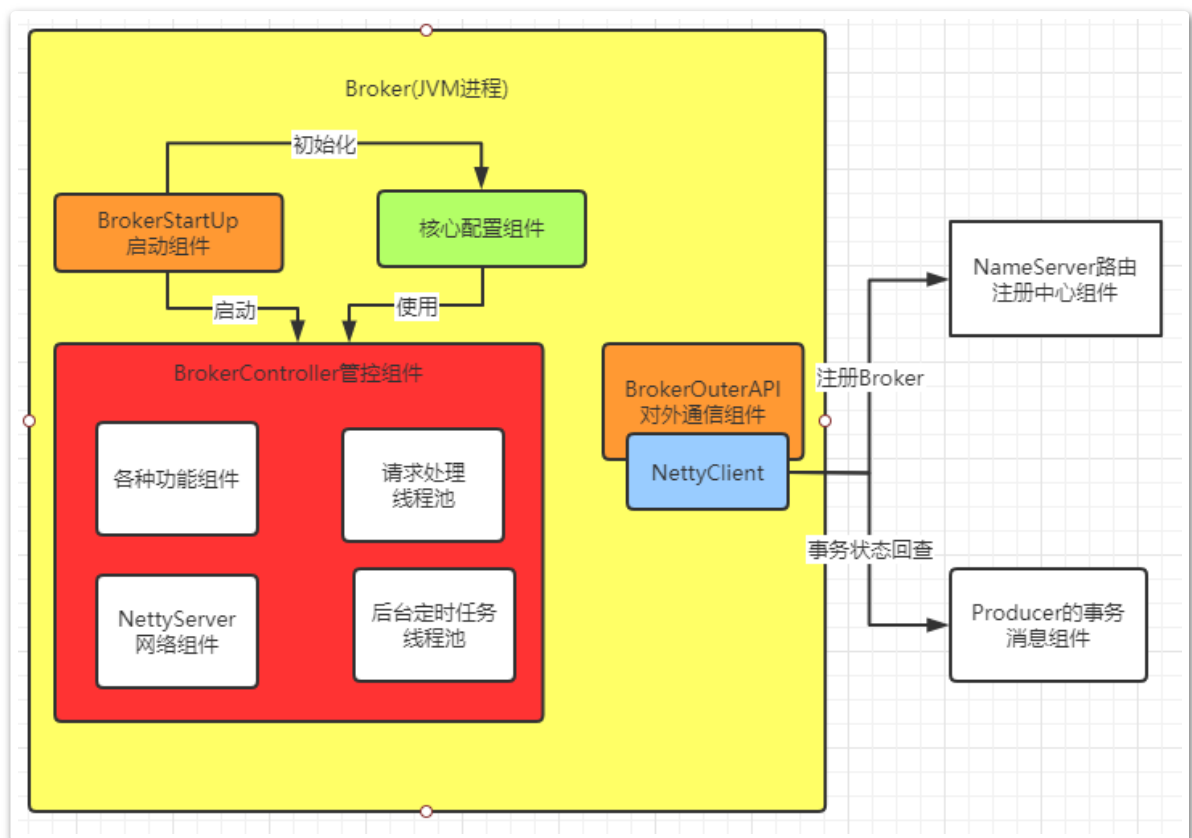 Broker(JVM进程)
初始化
BrokerStartUp
启动组件
核心配置组件
启动
使用
BrokerController管控组件
各种功能组件
请求处理
线程池
NettyServer
网络组件
后台定时任务
线程池
BrokerOuterAPI
对外通信组件
NettyClient
注册Broker
事务状态回查
NameServer路由
注册中心组件
Producer的事务
消息组件